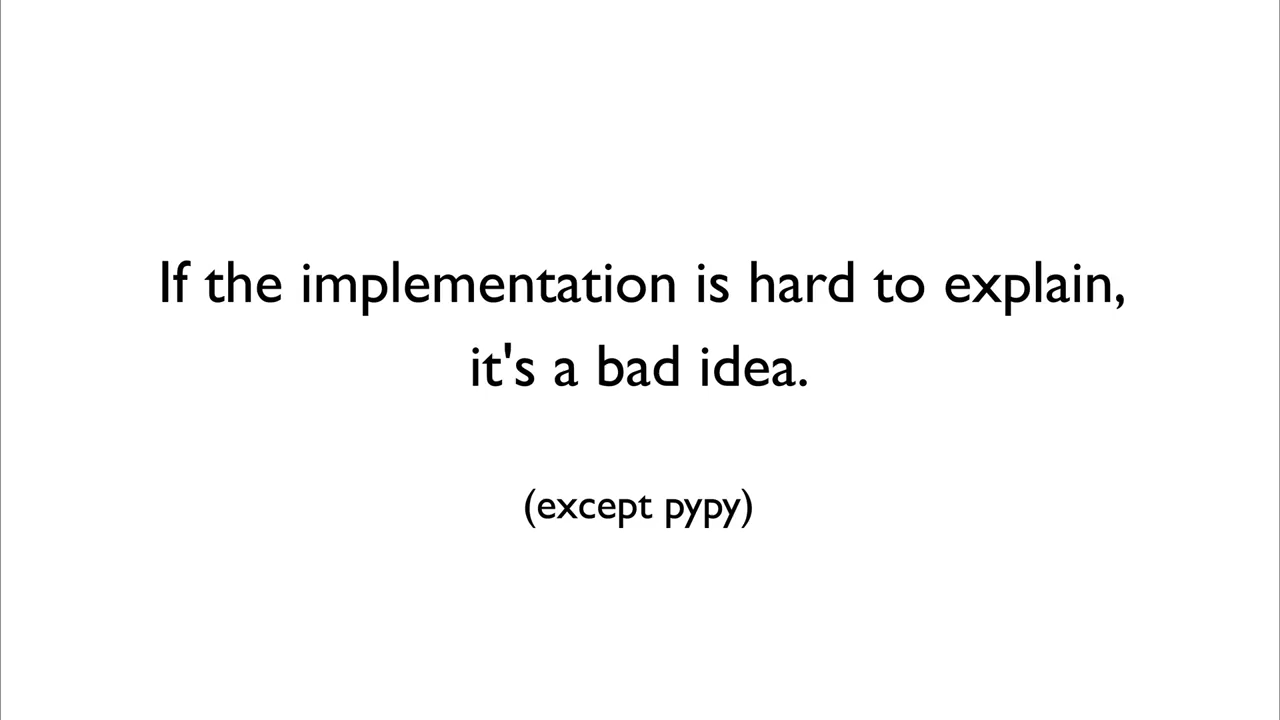 If the implementation is hard to explain,
it's a bad idea.
(except pypy)